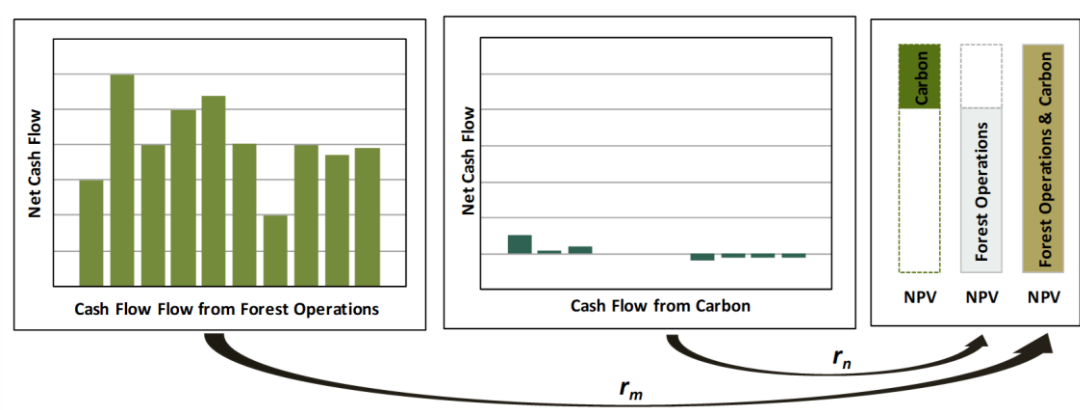 Net Cash Flow
Cash Flow Flow from Forest Operations
Net Cash Flow
Cash Flow from Carbon
Carbon
Forest Operations
Forest Operations & Carbon
NPV
NPV
NPV
rn
rm